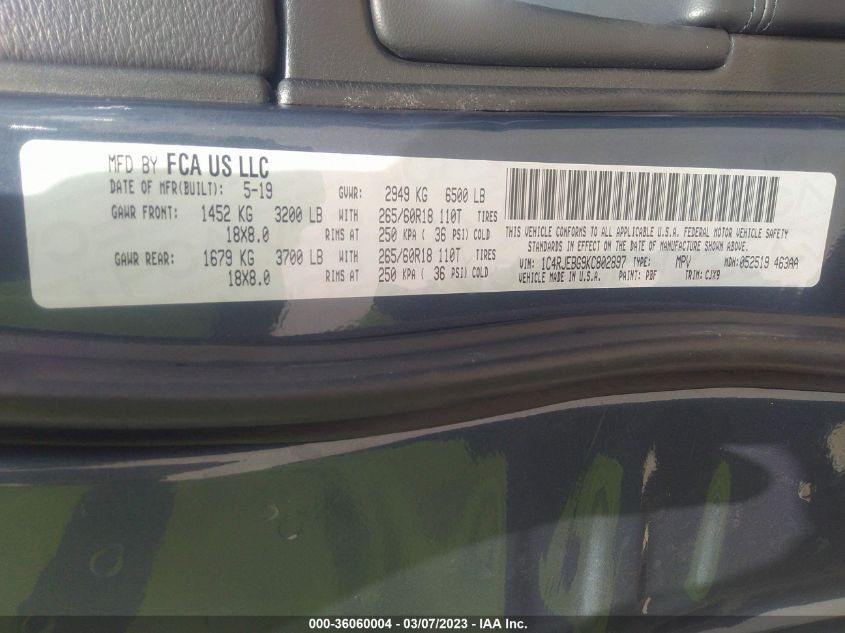 MFD BY FCA US LLC
DATE OF MFR(BUILT): 5-19 GVWR: 2949 KG 6500 LB
GAWR FRONT: 1452 KG 3200 LB WITH 265/60R18 110T TIRES
18X8.0 RIMS AT 250 KPA ( 36 PSI) COLD
GAWR REAR: 1679 KG 3700 LB WITH 265/60R18 110T TIRES
18X8.0 RIMS AT 250 KPA ( 36 PSI) COLD
THIS VEHICLE CONFORMS TO ALL APPLICABLE U.S.A. FEDERAL MOTOR VEHICLE SAFETY
STANDARDS IN EFFECT ON THE DATE OF MANUFACTURE SHOWN ABOVE.
VIN: 1C4RJEBG9KC802897 TYPE: MPV MDH: 052519 463AA
VEHICLE MADE IN U.S.A. PAINT: PBF TRIM: CJX9
000-36060004 - 03/07/2023 - IAA Inc.